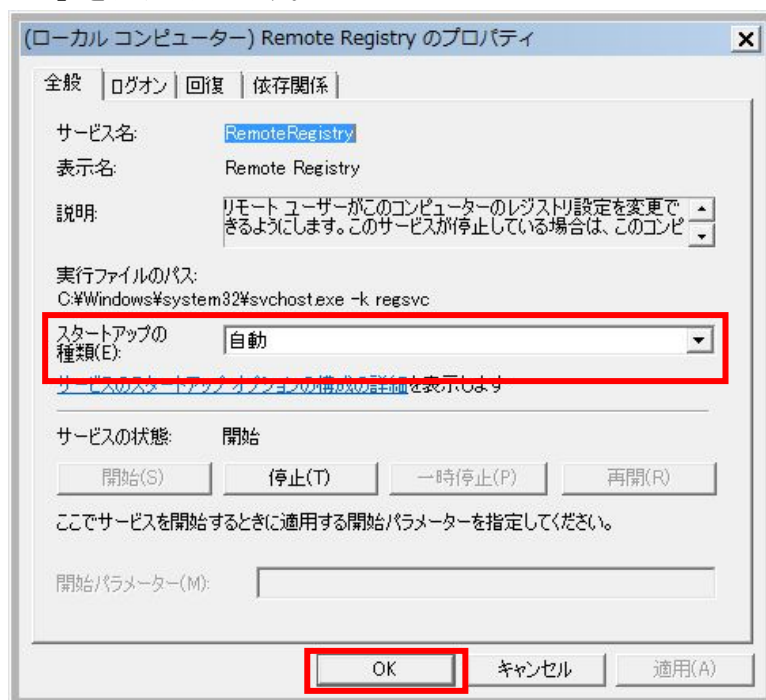 (ローカル コンピューター) Remote Registry のプロパティ
全般 ログオン 回復 依存関係
サービス名: RemoteRegistry
表示名: Remote Registry
説明: リモート ユーザーがこのコンピューターのレジストリ設定を変更で
きるようにします。このサービスが停止している場合は、このコンピ
実行ファイルのパス:
C:¥Windows¥system32¥svchost.exe -k regsvc
スタートアップの
種類(E): 自動
サービスのスタートアップ オプションの構成の詳細を表示します
サービスの状態: 開始
開始(S) 停止(T) 一時停止(P) 再開(R)
ここでサービスを開始するときに適用する開始パラメーターを指定してください。
開始パラメーター(M):
OK キャンセル 適用(A)